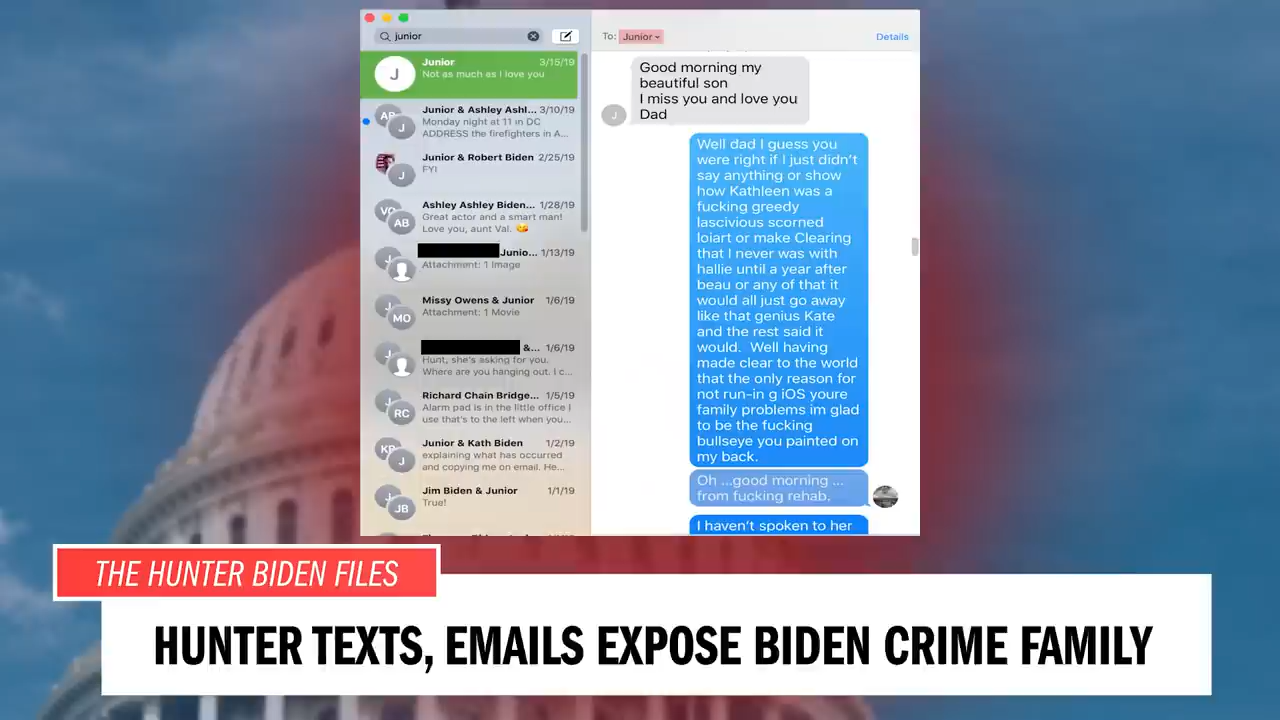 junior
To: Junior
Details
Junior 3/15/19
Not as much as I love you
Junior & Ashley Ashl... 3/10/19
Monday night at 11 in DC
ADDRESS the firefighters in A...
J
J
Junior & Robert Biden 2/25/19
FYI
J
Ashley Ashley Biden... 1/28/19
Great actor and a smart man!
Love you, aunt Val. 😘
AB
Junio... 1/13/19
Attachment: 1 Image
Missy Owens & Junior 1/6/19
Attachment: 1 Movie
MO
&... 1/6/19
Hunt, she's asking for you.
Where are you hanging out. I c...
Richard Chain Bridge... 1/5/19
Alarm pad is in the little office I
use that's to the left when you...
RC
Junior & Kath Biden 1/2/19
explaining what has occurred
and copying me on email. He...
J
Jim Biden & Junior 1/1/19
True!
JB
Good morning my
beautiful son
I miss you and love you
Dad
J
Well dad I guess you
were right if I just didn't
say anything or show
how Kathleen was a
fucking greedy
lascivious scorned
loiart or make Clearing
that I never was with
hallie until a year after
beau or any of that it
would all just go away
like that genius Kate
and the rest said it
would. Well having
made clear to the world
that the only reason for
not run-in g iOS youre
family problems im glad
to be the fucking
bullseye you painted on
my back.
Oh ...good morning ...
from fucking rehab.
I haven't spoken to her
THE HUNTER BIDEN FILES
HUNTER TEXTS, EMAILS EXPOSE BIDEN CRIME FAMILY